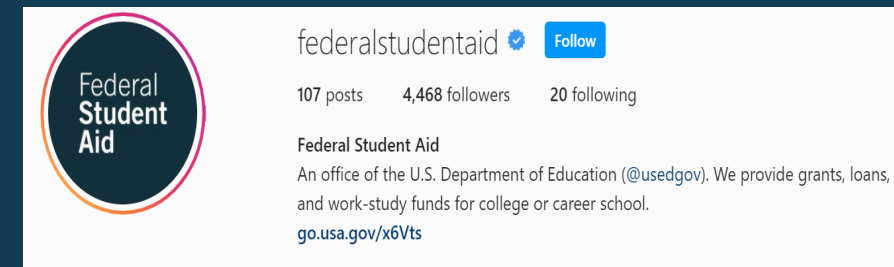 Federal
Student
Aid
federalstudentaid Follow
107 posts 4,468 followers 20 following
Federal Student Aid
An office of the U.S. Department of Education (@usedgov). We provide grants, loans,
and work-study funds for college or career school.
go.usa.gov/x6Vts